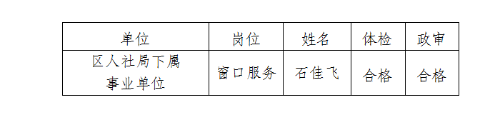 单位 岗位 姓名 体检 政审
区人社局下属
事业单位 窗口服务 石佳飞 合格 合格